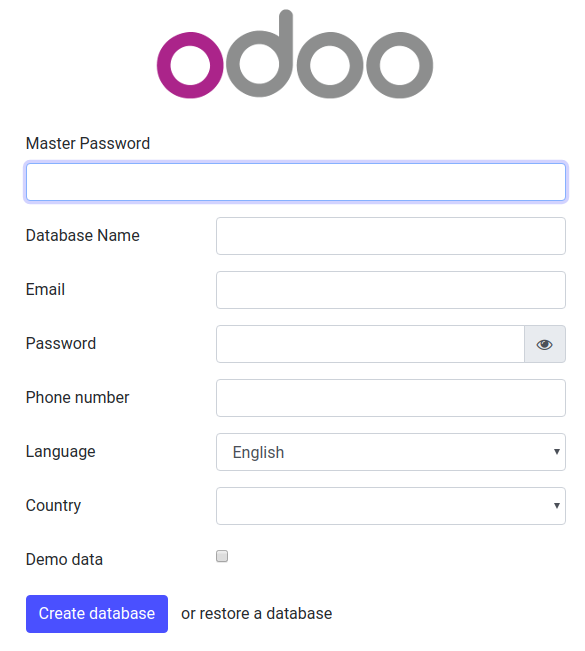 odoo
Master Password
Database Name
Email
Password
Phone number
Language English
Country
Demo data
Create database or restore a database